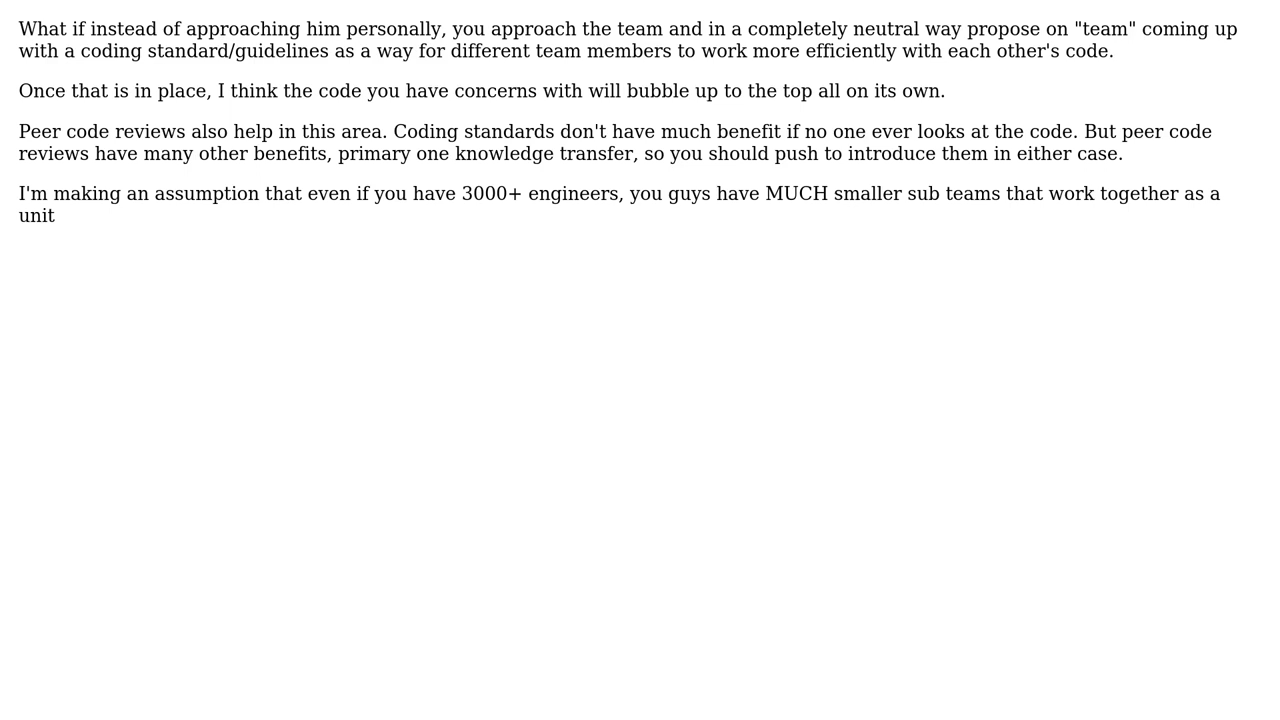 What if instead of approaching him personally, you approach the team and in a completely neutral way propose on "team" coming up
with a coding standard/guidelines as a way for different team members to work more efficiently with each other's code.
Once that is in place, I think the code you have concerns with will bubble up to the top all on its own.
Peer code reviews also help in this area. Coding standards don't have much benefit if no one ever looks at the code. But peer code
reviews have many other benefits, primary one knowledge transfer, so you should push to introduce them in either case.
I'm making an assumption that even if you have 3000+ engineers, you guys have MUCH smaller sub teams that work together as a
unit